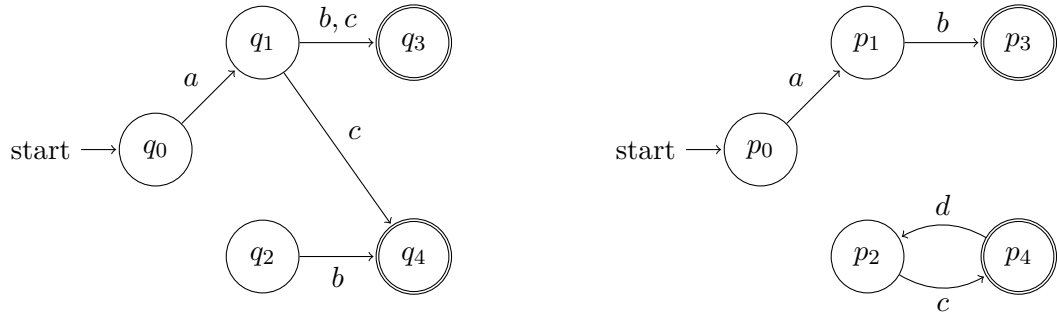 q₁ b, c q₃ p₁ b p₃
a a
c
start q₀ start p₀
d
q₂ q₄ p₂ p₄
b c